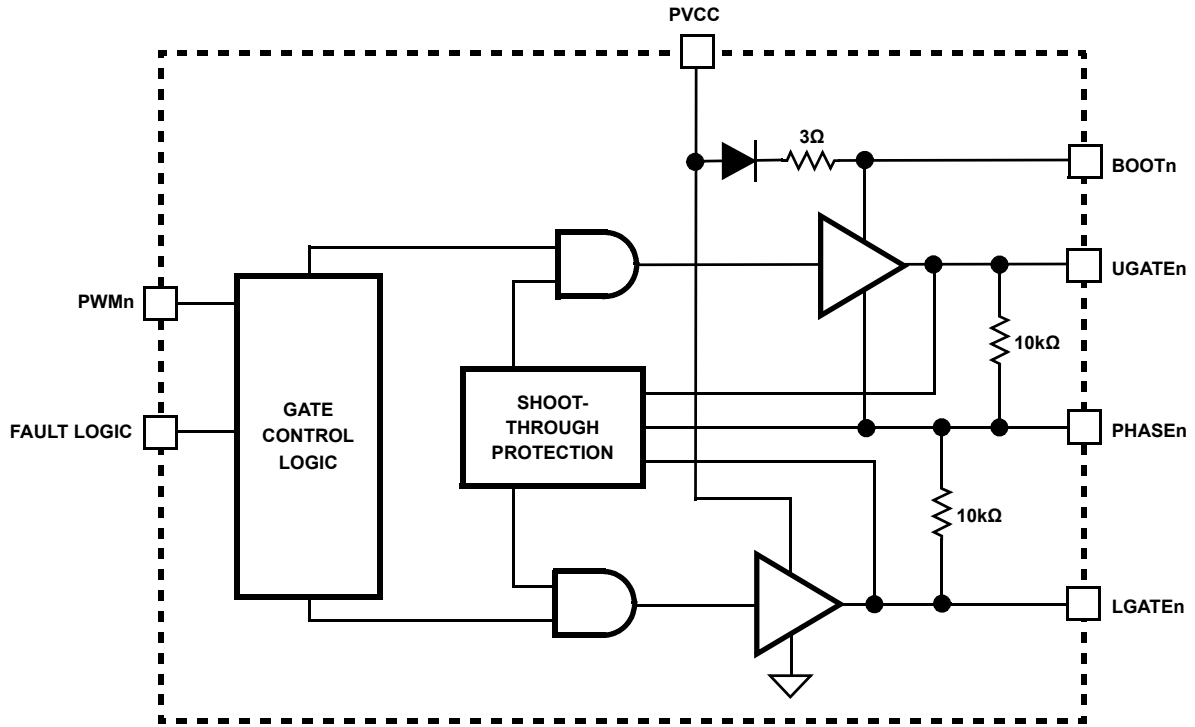 PVCC
3Ω
BOOTn
UGATEn
PWMn
10kΩ
GATE
CONTROL
LOGIC
SHOOT-
THROUGH
PROTECTION
FAULT LOGIC
PHASEn
10kΩ
LGATEn